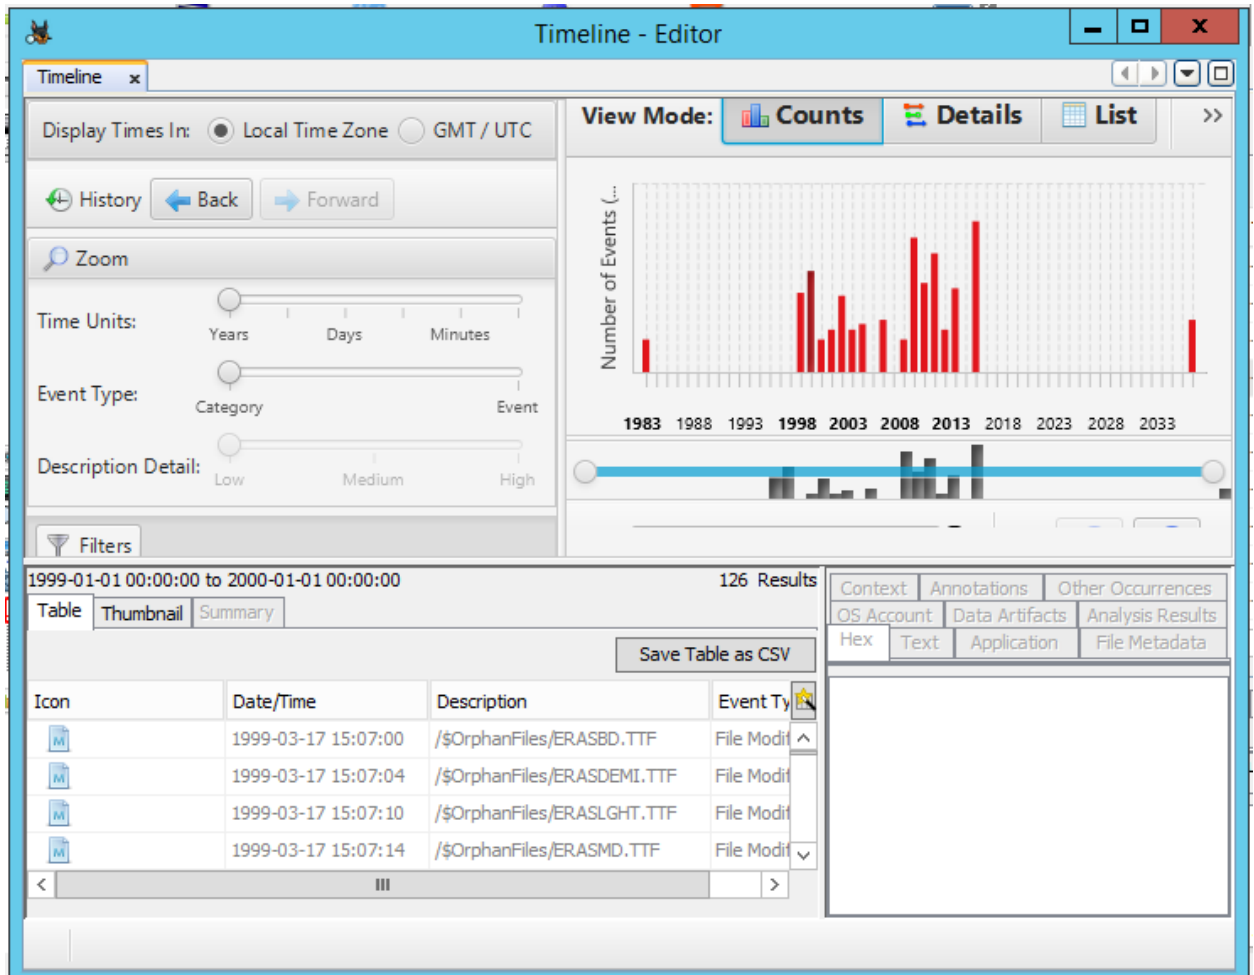 Timeline - Editor
Timeline x
Display Times In: Local Time Zone GMT / UTC
History Back Forward
Zoom
Time Units:
Years Days Minutes
Event Type:
Category Event
Description Detail:
Low Medium High
Filters
View Mode: Counts Details List >>
Number of Events (...
1983 1988 1993 1998 2003 2008 2013 2018 2023 2028 2033
1999-01-01 00:00:00 to 2000-01-01 00:00:00 126 Results
Table Thumbnail Summary
Save Table as CSV
Icon Date/Time Description Event Ty
M 1999-03-17 15:07:00 /$OrphanFiles/ERASBD.TTF File Modif
M 1999-03-17 15:07:04 /$OrphanFiles/ERASDEMI.TTF File Modif
M 1999-03-17 15:07:10 /$OrphanFiles/ERASLGHT.TTF File Modif
M 1999-03-17 15:07:14 /$OrphanFiles/ERASMD.TTF File Modif
Context Annotations Other Occurrences
OS Account Data Artifacts Analysis Results
Hex Text Application File Metadata